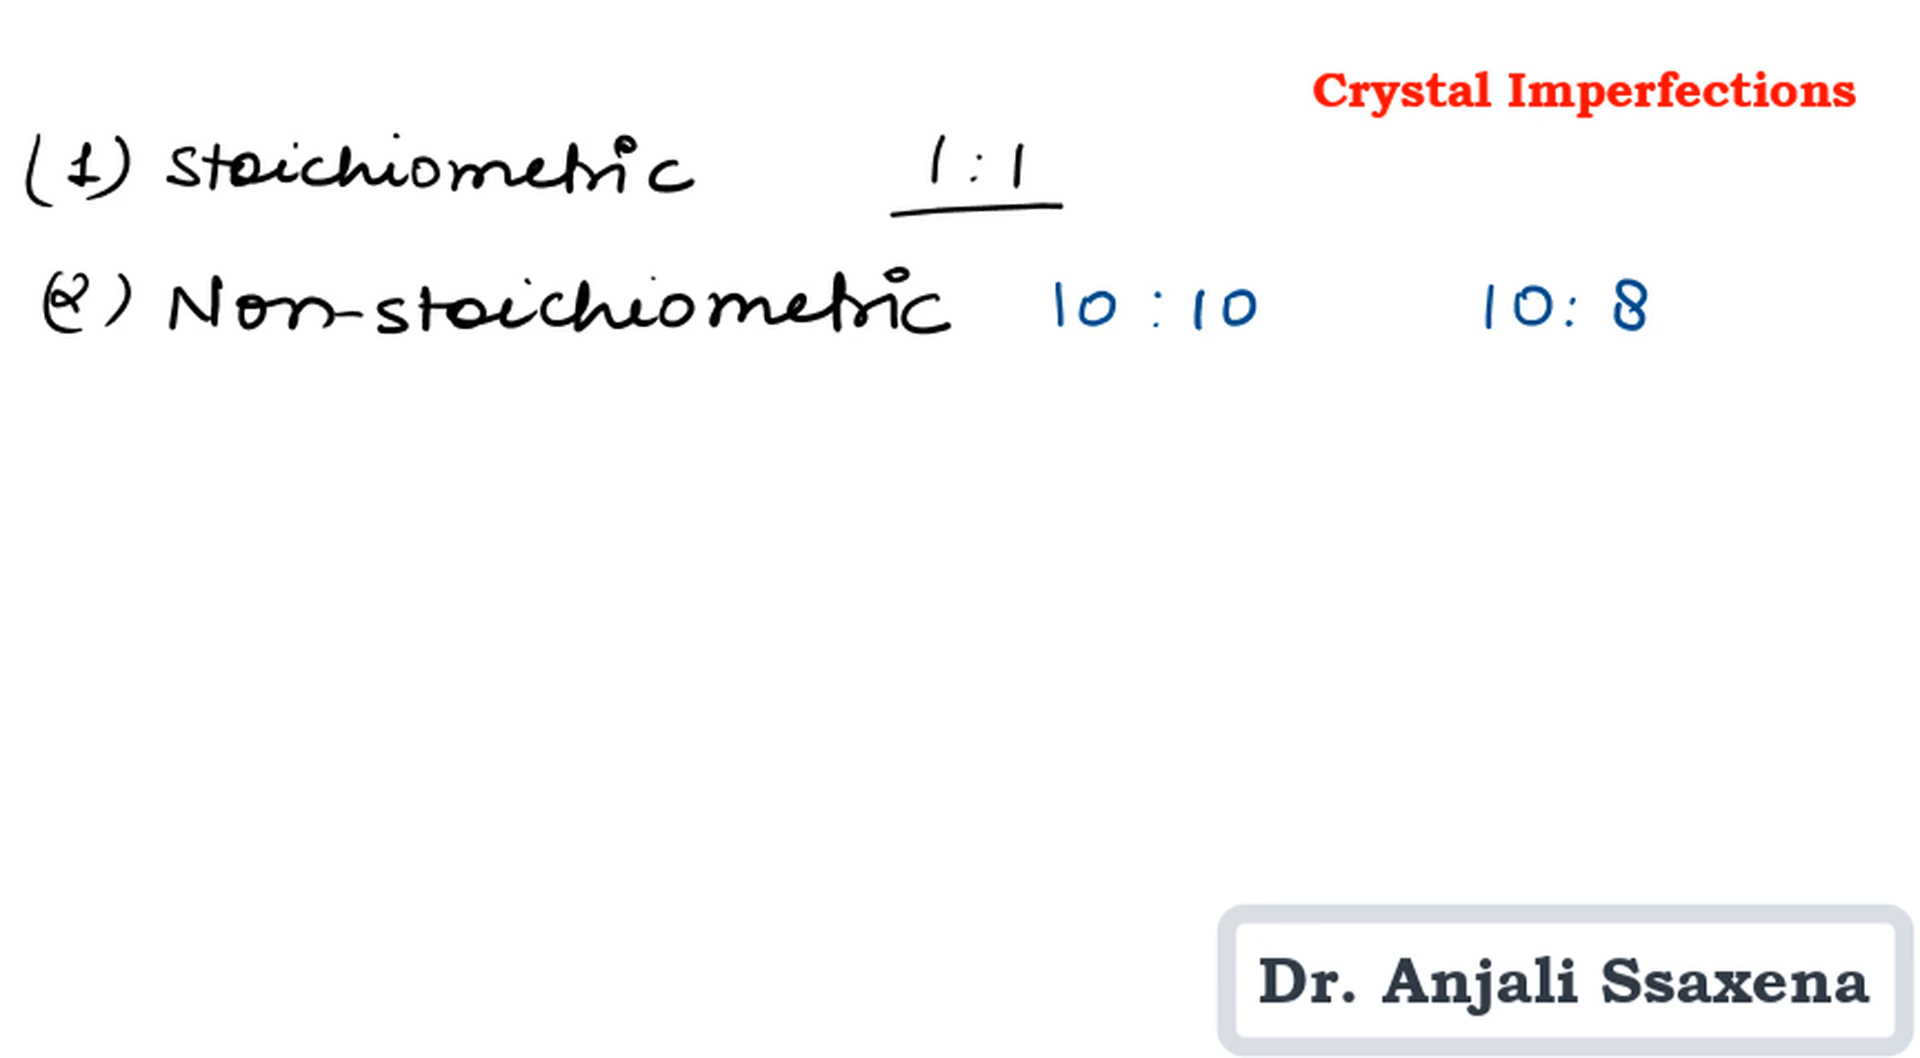 Crystal Imperfections
(1) Stoichiometric 1:1
(2) Non-stoichiometric 10:10 10:8
Dr. Anjali Ssaxena